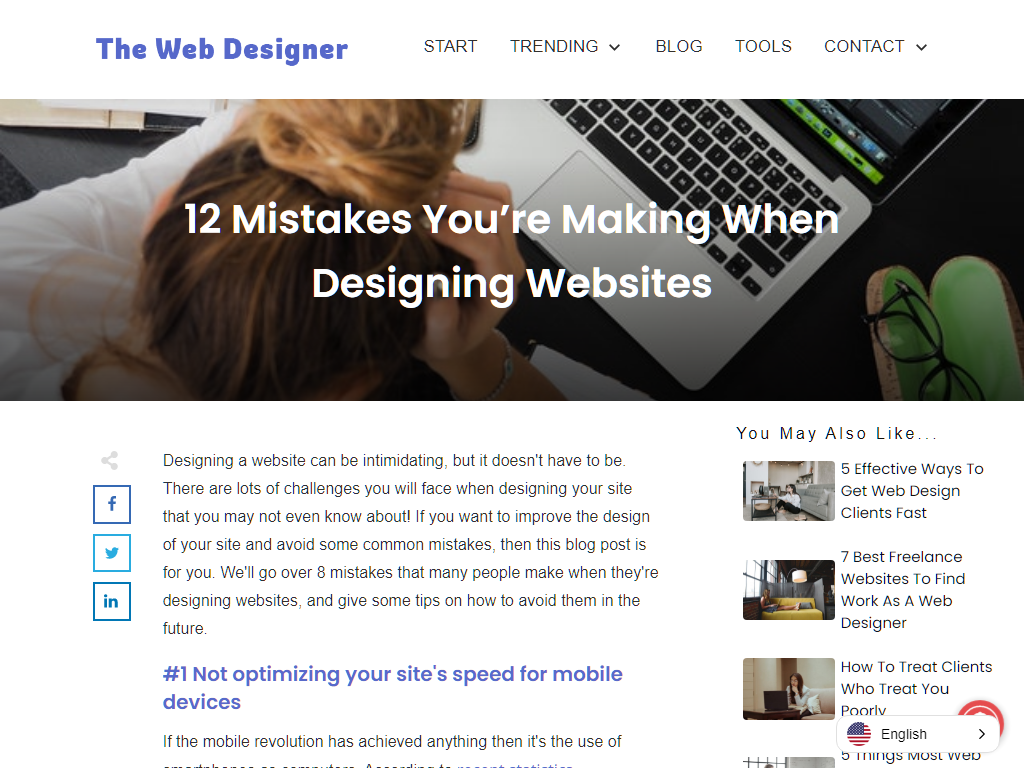 The Web Designer
START
TRENDING
BLOG
TOOLS
CONTACT
12 Mistakes You’re Making When
Designing Websites
Designing a website can be intimidating, but it doesn't have to be.
There are lots of challenges you will face when designing your site
that you may not even know about! If you want to improve the design
of your site and avoid some common mistakes, then this blog post is
for you. We'll go over 8 mistakes that many people make when they're
designing websites, and give some tips on how to avoid them in the
future.
#1 Not optimizing your site's speed for mobile
devices
If the mobile revolution has achieved anything then it's the use of
smartphones as computers. According to recent statistics
You May Also Like...
5 Effective Ways To
Get Web Design
Clients Fast
7 Best Freelance
Websites To Find
Work As A Web
Designer
How To Treat Clients
Who Treat You
Poorly
5 Things Most Web
English